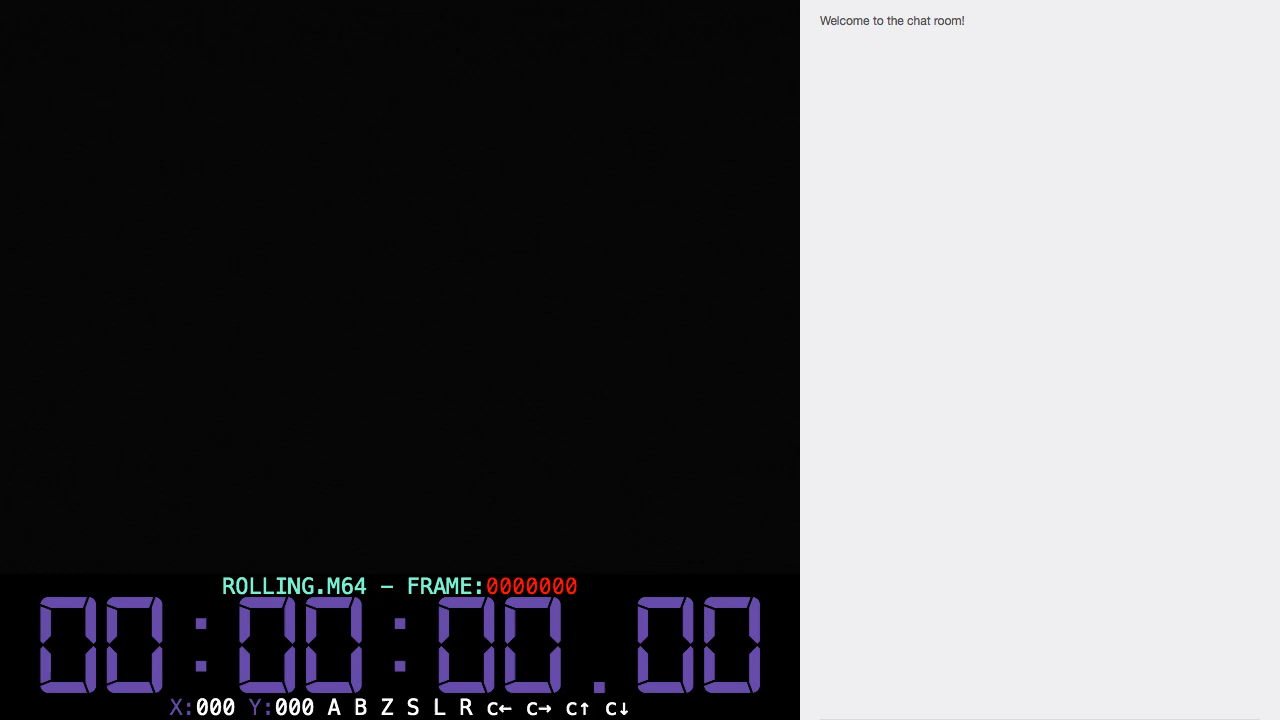 Welcome to the chat room!
ROLLING.M64 – FRAME:0000000
00:00:00.00
X:000 Y:000 A B Z S L R C← C→ C↑ C↓